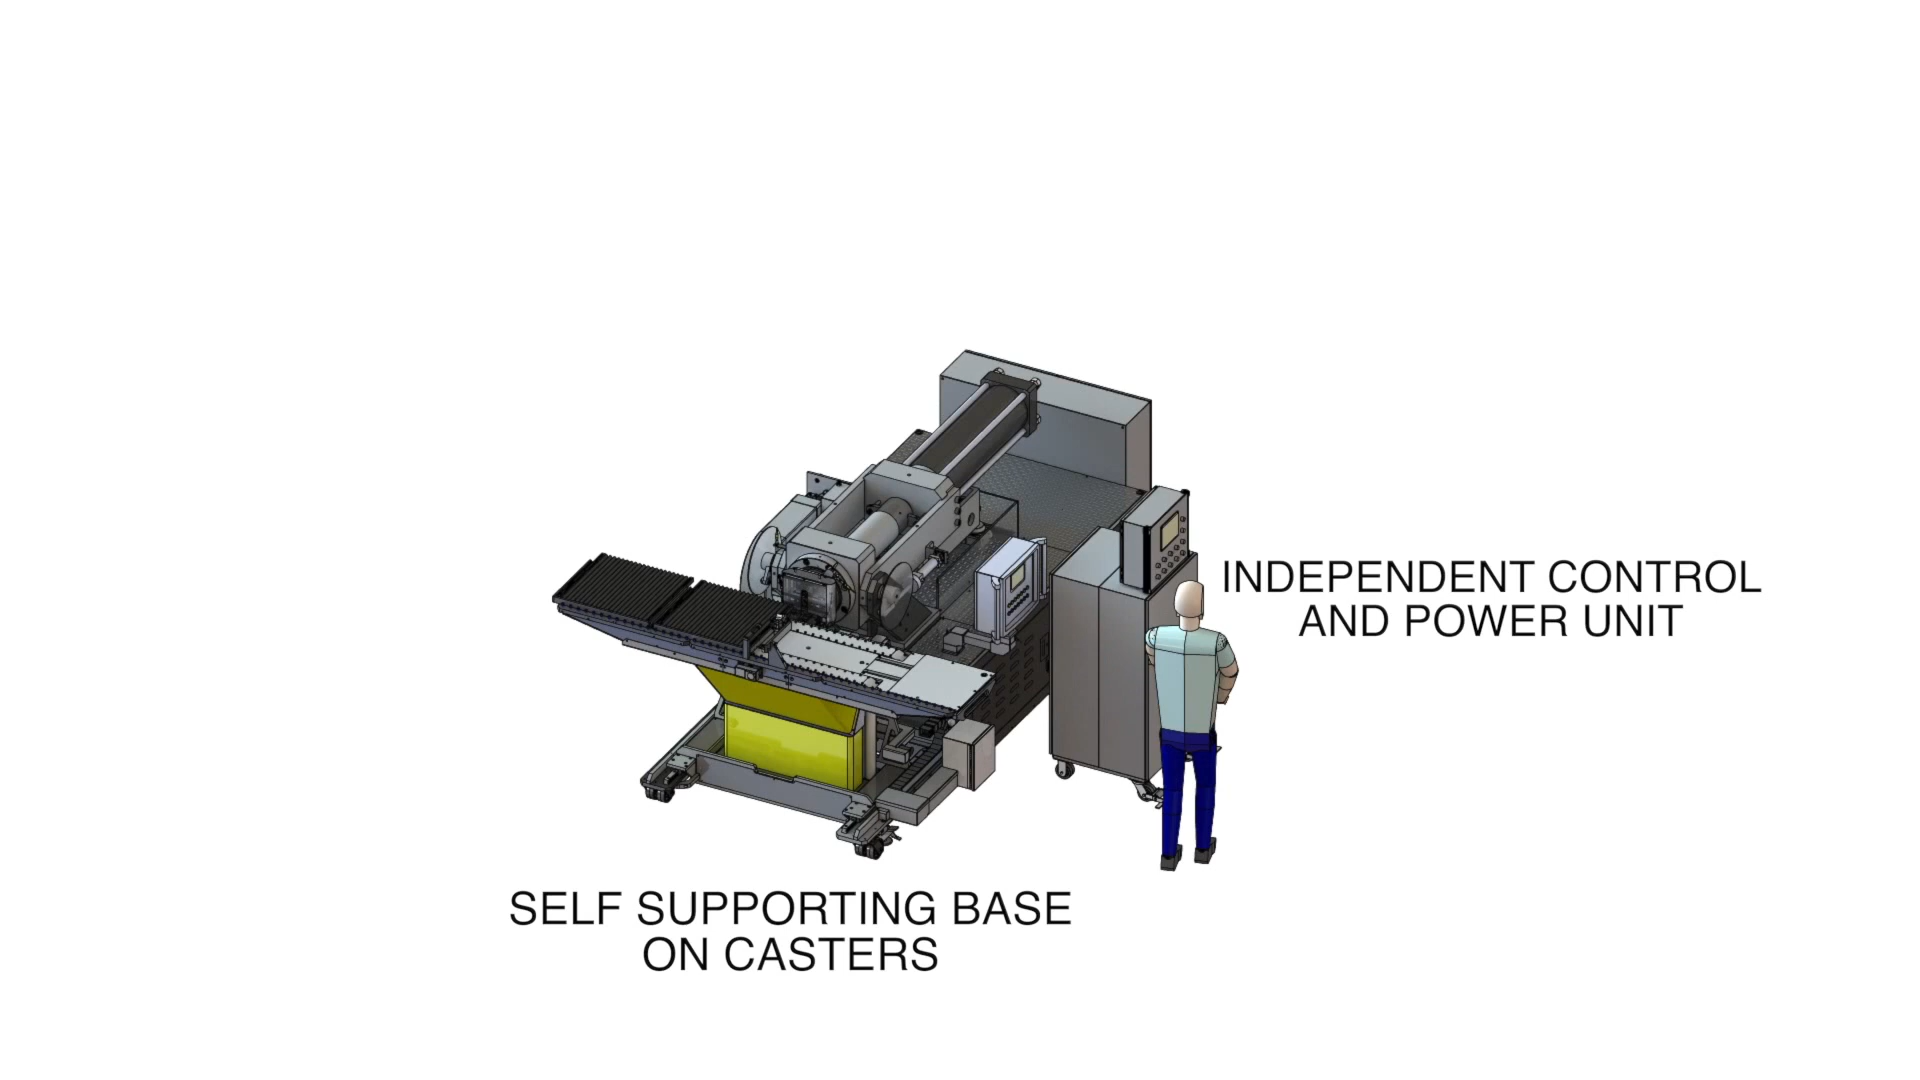 INDEPENDENT CONTROL
AND POWER UNIT
SELF SUPPORTING BASE
ON CASTERS